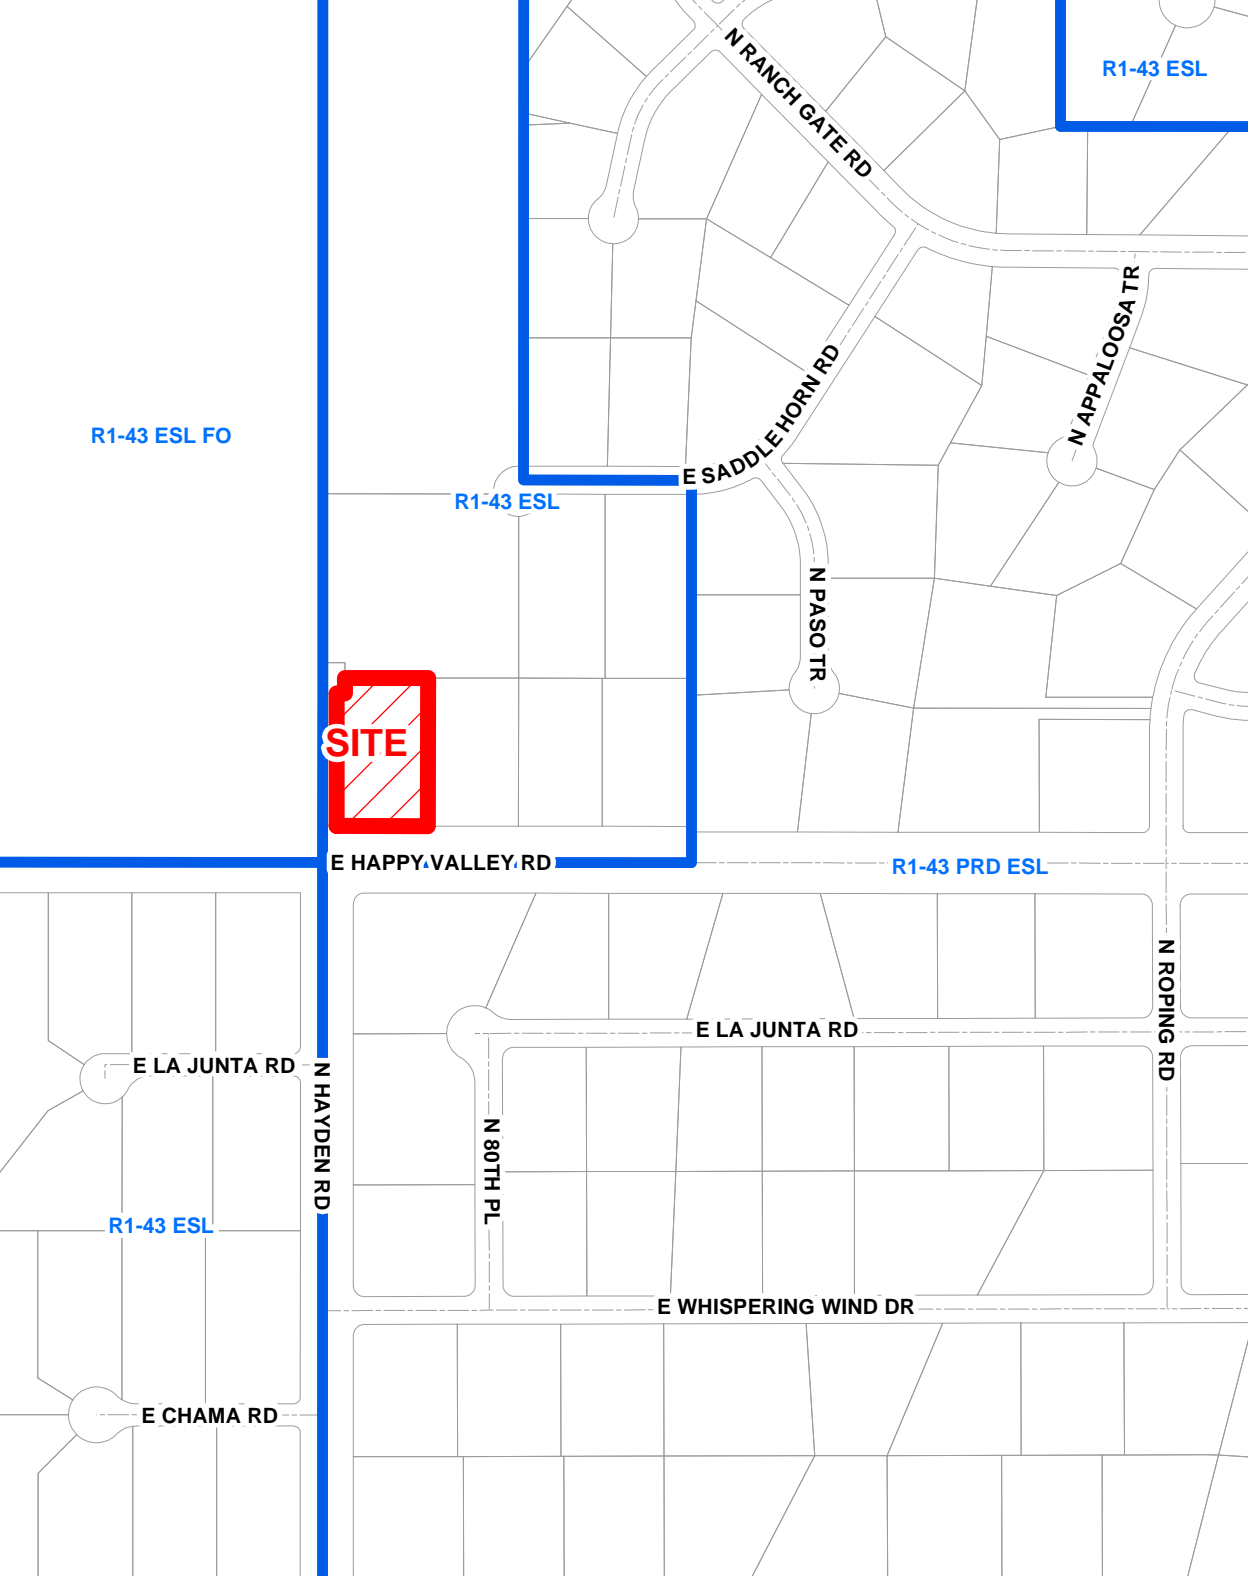 N RANCH GATE RD
R1-43 ESL
N APPALOOSA TR
E SADDLE HORN RD
R1-43 ESL FO
R1-43 ESL
N PASO TR
SITE
E HAPPY VALLEY RD
R1-43 PRD ESL
N ROPING RD
E LA JUNTA RD
E LA JUNTA RD
N HAYDEN RD
N 80TH PL
R1-43 ESL
E WHISPERING WIND DR
E CHAMA RD